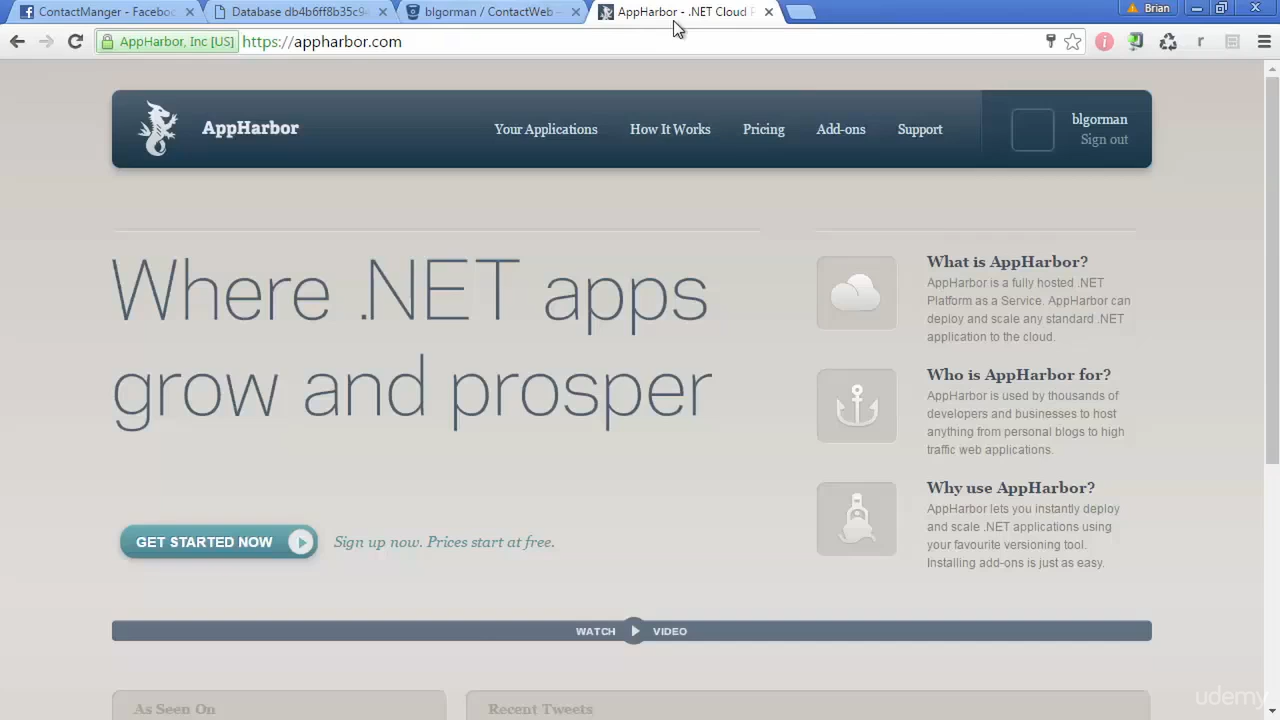 ContactManger - Faceboo
Database db4b6ff8b35c94
blgorman / ContactWeb —
AppHarbor - .NET Cloud P
Brian
AppHarbor, Inc [US]
https://appharbor.com
AppHarbor
Your Applications
How It Works
Pricing
Add-ons
Support
blgorman
Sign out
Where .NET apps
grow and prosper
GET STARTED NOW
Sign up now. Prices start at free.
What is AppHarbor?
AppHarbor is a fully hosted .NET
Platform as a Service. AppHarbor can
deploy and scale any standard .NET
application to the cloud.
Who is AppHarbor for?
AppHarbor is used by thousands of
developers and businesses to host
anything from personal blogs to high
traffic web applications.
Why use AppHarbor?
AppHarbor lets you instantly deploy
and scale .NET applications using
your favourite versioning tool.
Installing add-ons is just as easy.
WATCH VIDEO
As Seen On
Recent Tweets
udemy